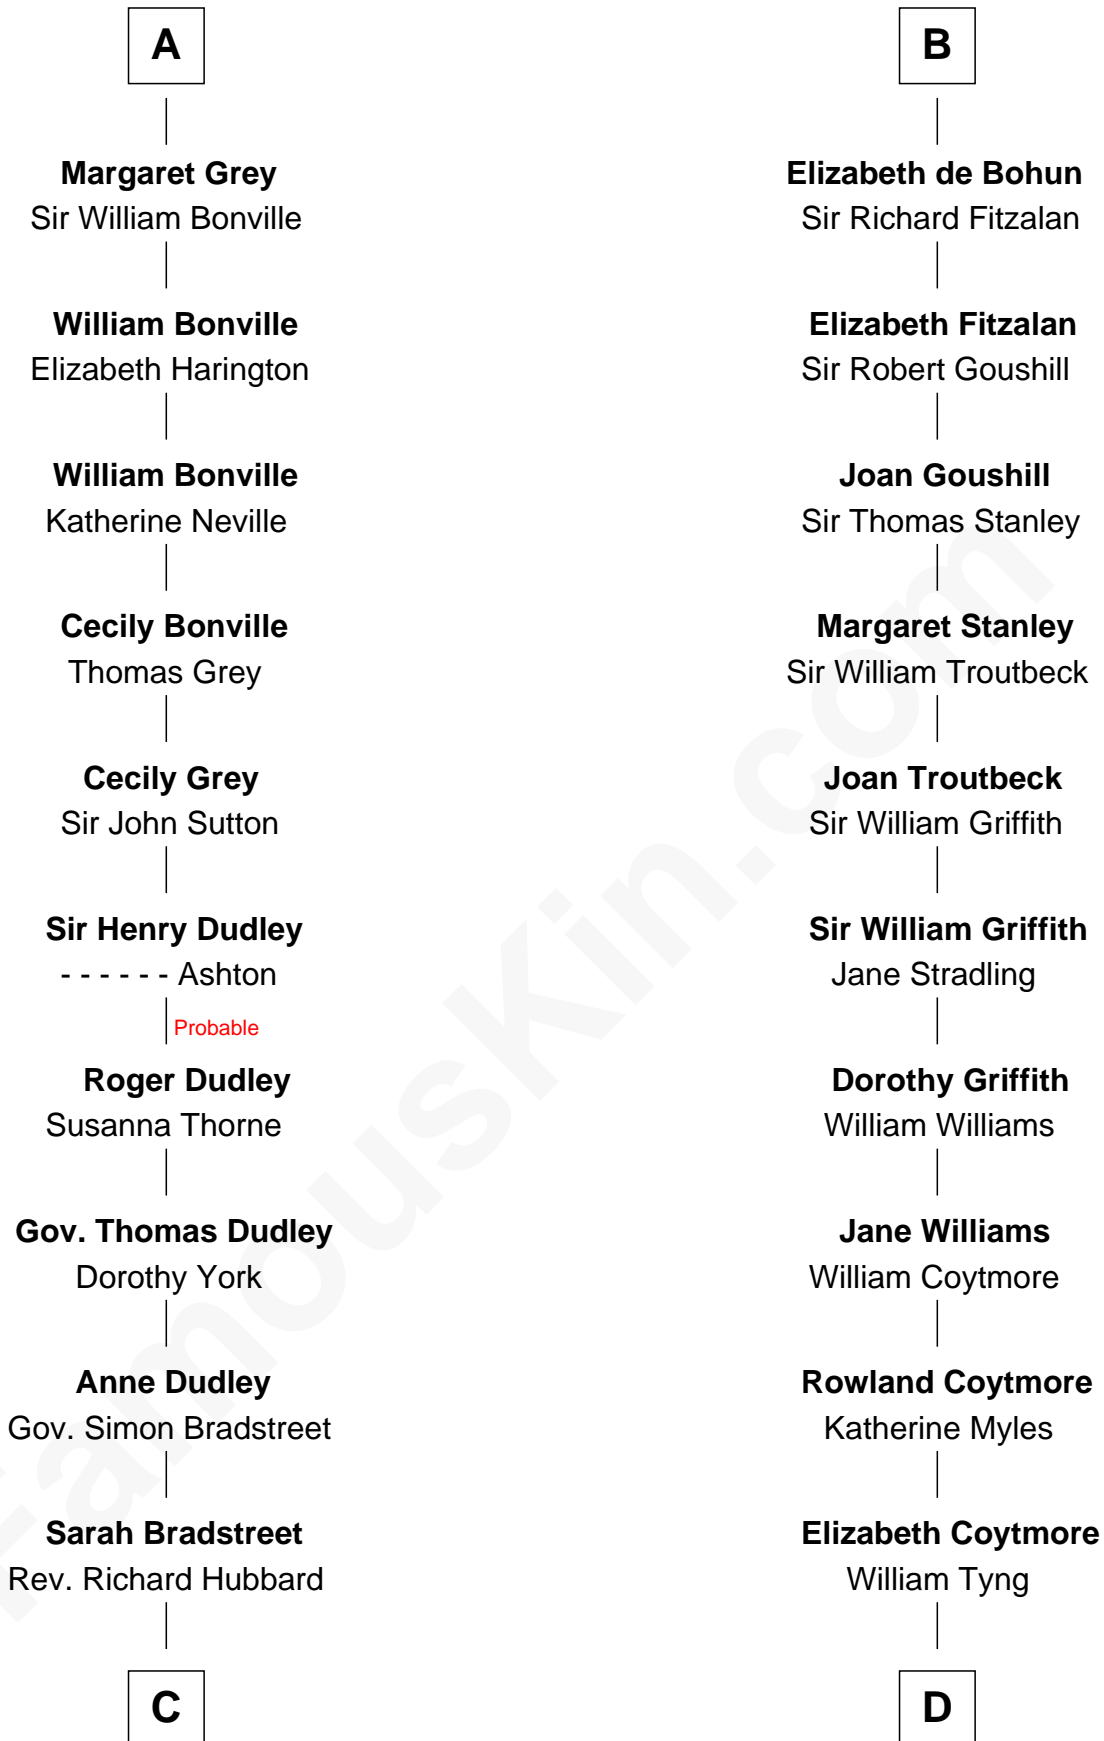 A
Margaret Grey
Sir William Bonville
William Bonville
Elizabeth Harington
William Bonville
Katherine Neville
Cecily Bonville
Thomas Grey
Cecily Grey
Sir John Sutton
Sir Henry Dudley
- - - - - - Ashton
Probable
Roger Dudley
Susanna Thorne
Gov. Thomas Dudley
Dorothy York
Anne Dudley
Gov. Simon Bradstreet
Sarah Bradstreet
Rev. Richard Hubbard
C
B
Elizabeth de Bohun
Sir Richard Fitzalan
Elizabeth Fitzalan
Sir Robert Goushill
Joan Goushill
Sir Thomas Stanley
Margaret Stanley
Sir William Troutbeck
Joan Troutbeck
Sir William Griffith
Sir William Griffith
Jane Stradling
Dorothy Griffith
William Williams
Jane Williams
William Coytmore
Rowland Coytmore
Katherine Myles
Elizabeth Coytmore
William Tyng
D
FamousKin.com